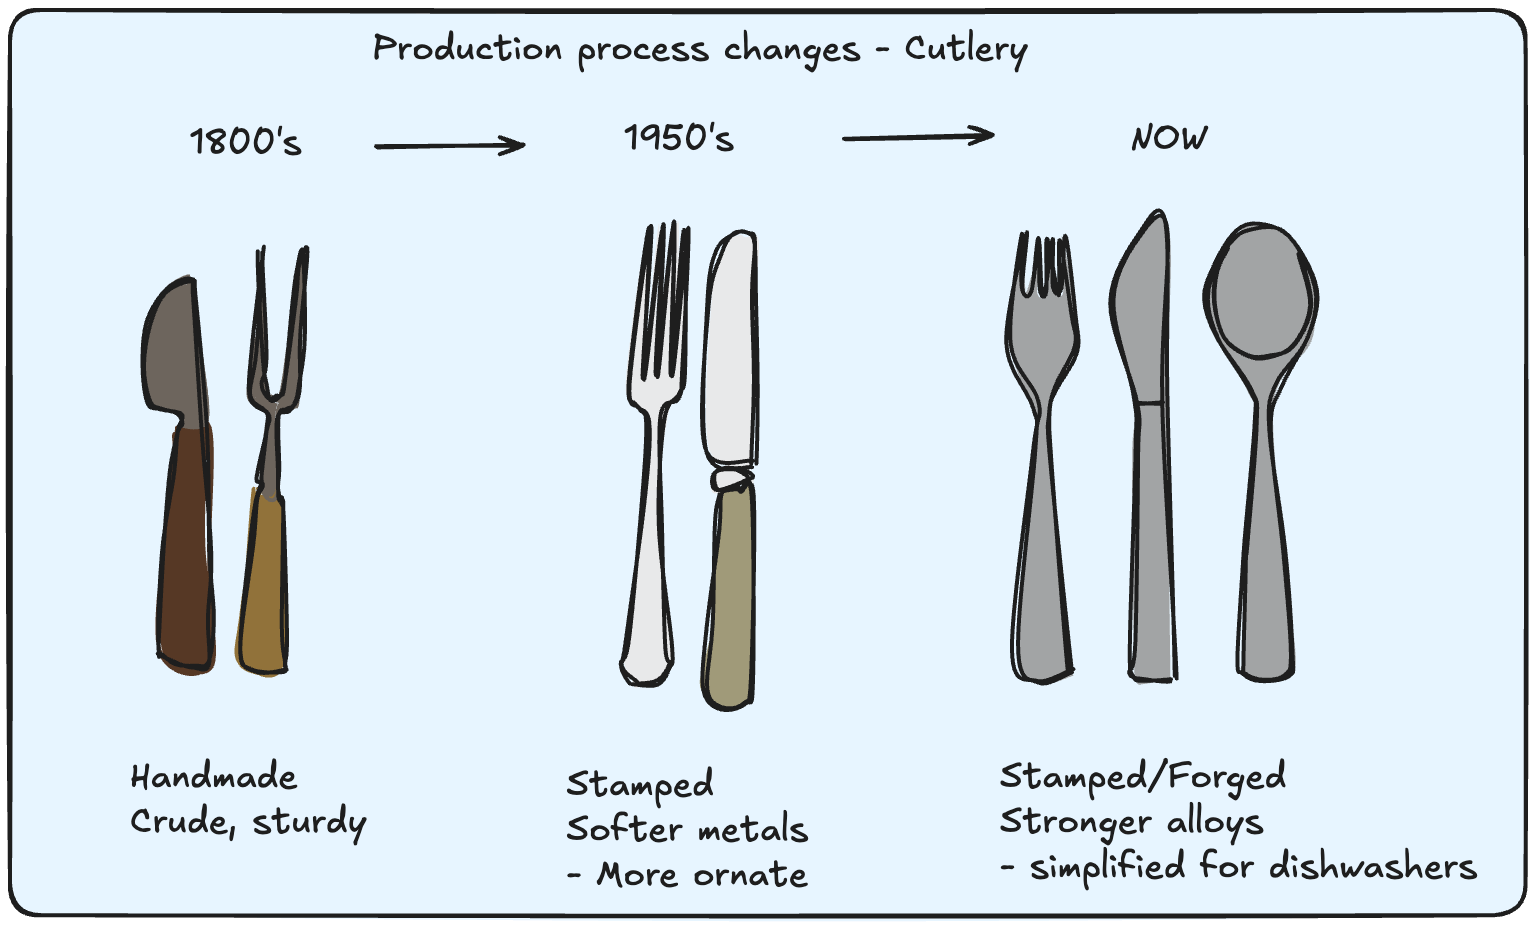 Production process changes - Cutlery
1800's
1950's
NOW
Handmade
Crude, sturdy
Stamped
Softer metals
- More ornate
Stamped/Forged
Stronger alloys
- simplified for dishwashers